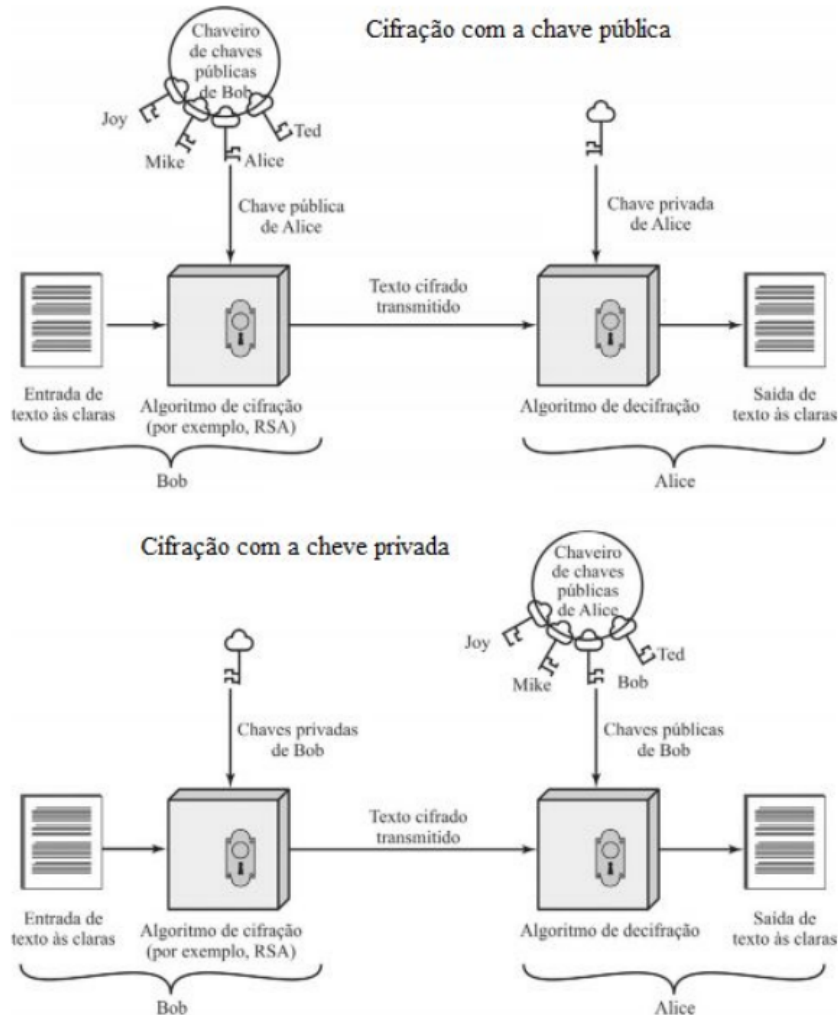 Cifração com a chave pública
Chaveiro
de chaves
públicas
de Bob
Joy
Mike
Alice
Ted
Chave pública
de Alice
Chave privada
de Alice
Texto cifrado
transmitido
Entrada de
texto às claras
Algoritmo de cifração
(por exemplo, RSA)
Algoritmo de decifração
Saída de
texto às claras
Bob
Alice
Cifração com a cheve privada
Chaveiro
de chaves
públicas
de Alice
Joy
Mike
Bob
Ted
Chaves privadas
de Bob
Chaves públicas
de Bob
Texto cifrado
transmitido
Entrada de
texto às claras
Algoritmo de cifração
(por exemplo, RSA)
Algoritmo de decifração
Saída de
texto às claras
Bob
Alice